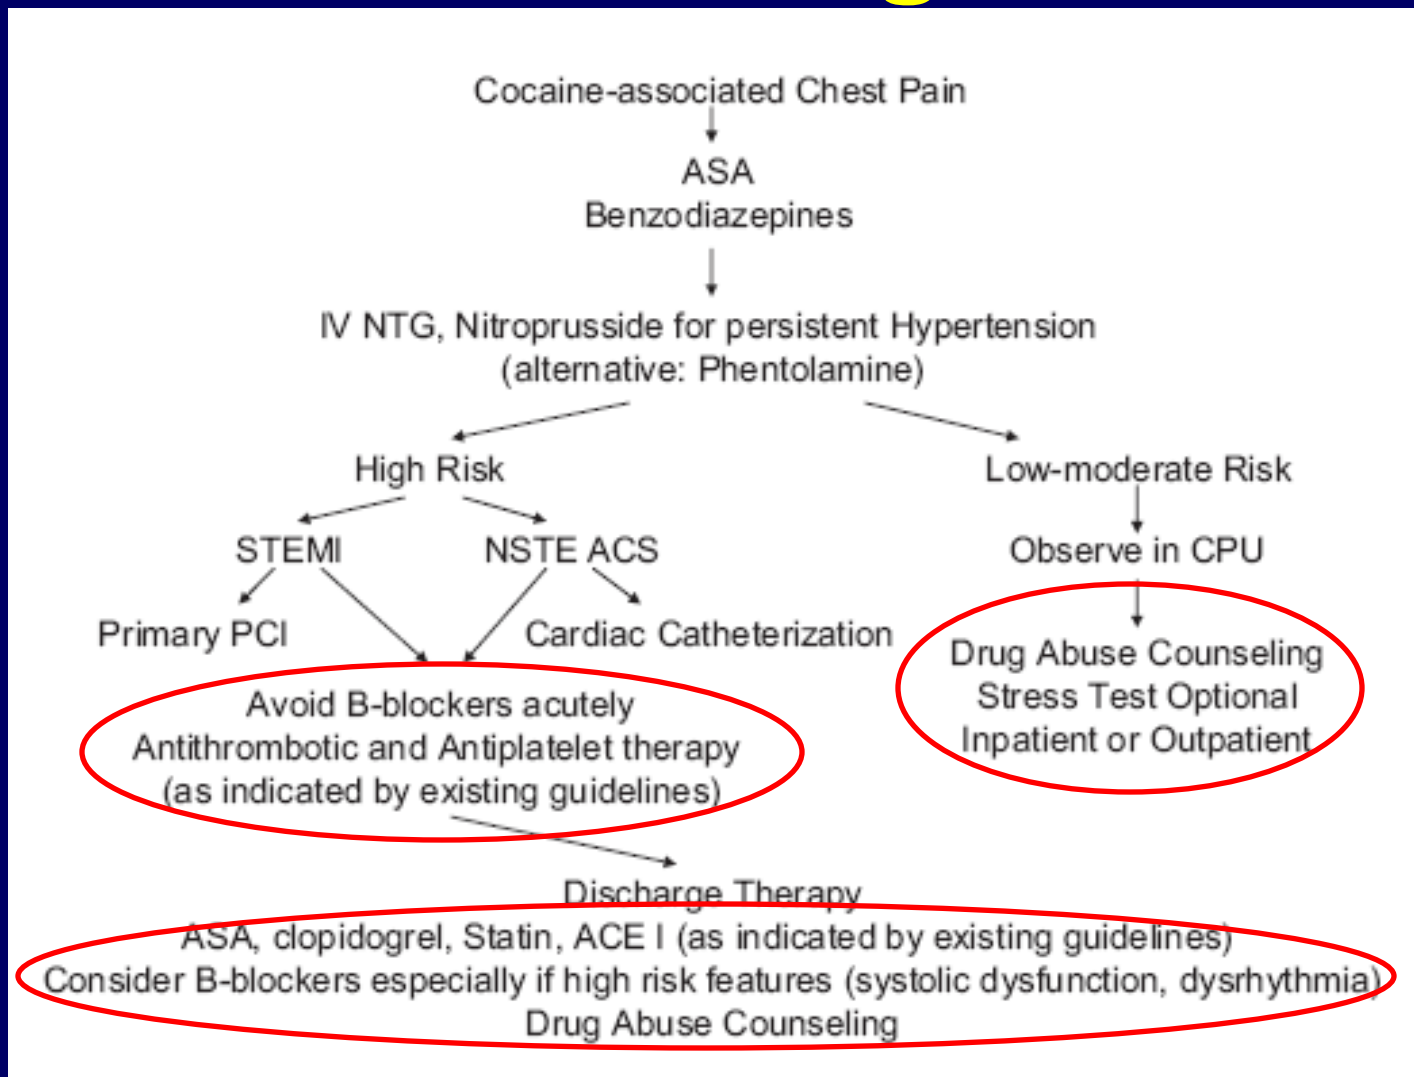 Cocaine-associated Chest Pain
ASA
Benzodiazepines
IV NTG, Nitroprusside for persistent Hypertension
(alternative: Phentolamine)
High Risk
Low-moderate Risk
STEMI
NSTE ACS
Observe in CPU
Primary PCI
Cardiac Catheterization
Drug Abuse Counseling
Stress Test Optional
Inpatient or Outpatient
Avoid B-blockers acutely
Antithrombotic and Antiplatelet therapy
(as indicated by existing guidelines)
Discharge Therapy
ASA, clopidogrel, Statin, ACE I (as indicated by existing guidelines)
Consider B-blockers especially if high risk features (systolic dysfunction, dysrhythmia)
Drug Abuse Counseling